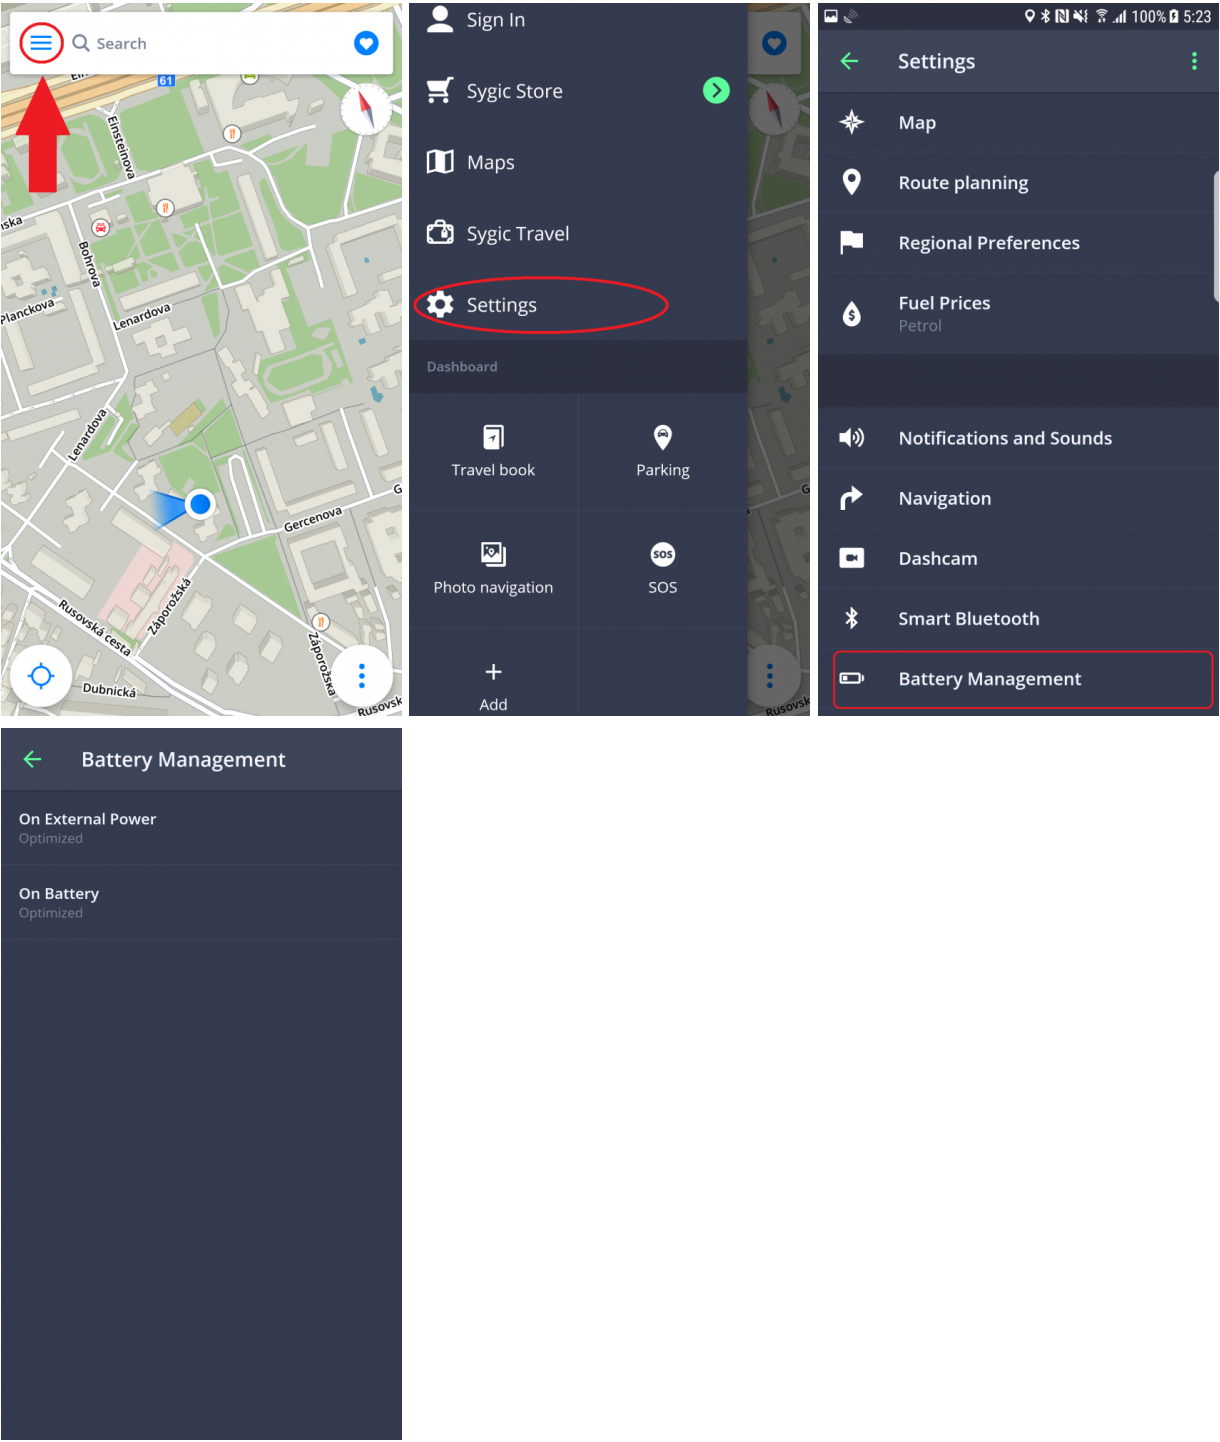 Search
61
Einsteinova
Bohrova
Planckova
Lenardova
Lenardova
Gercenova
Záporožská
Rusovská cesta
Záporožská
Dubnická
Rusovsk
Sign In
Sygic Store
Maps
Sygic Travel
Settings
Dashboard
Travel book
Parking
Photo navigation
SOS
SOS
Add
Rusovsk
100% 5:23
Settings
Map
Route planning
Regional Preferences
Fuel Prices
$
Petrol
Notifications and Sounds
Navigation
Dashcam
Smart Bluetooth
Battery Management
Battery Management
On External Power
Optimized
On Battery
Optimized